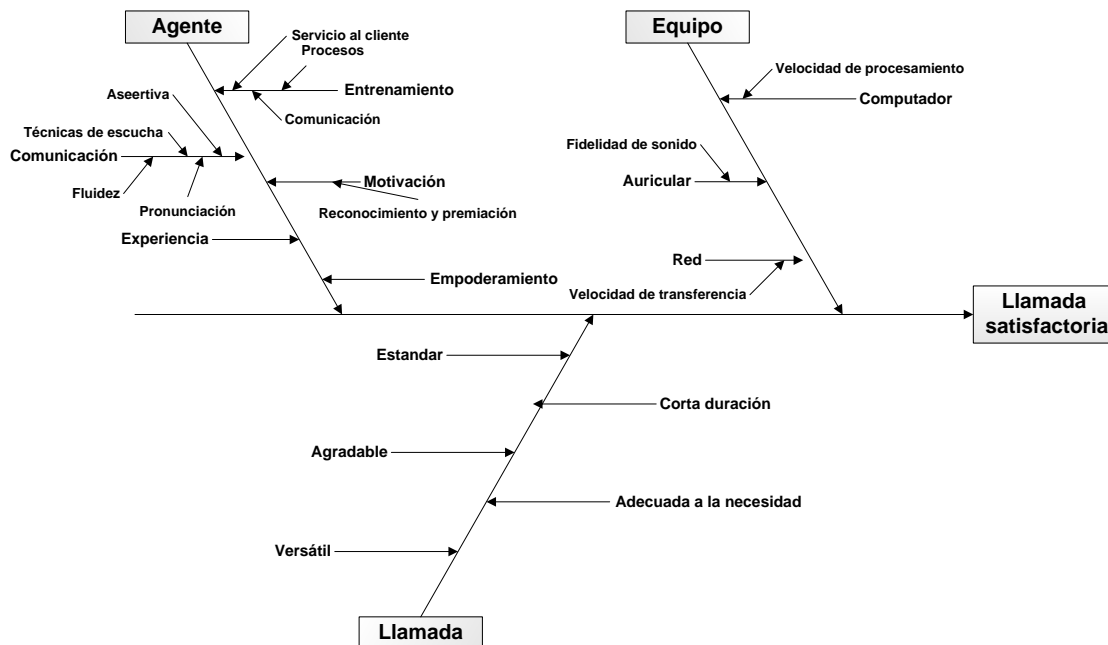 Agente
Equipo
Servicio al cliente
Procesos
Entrenamiento
Comunicación
Aseertiva
Técnicas de escucha
Comunicación
Fluidez
Pronunciación
Motivación
Reconocimiento y premiación
Experiencia
Empoderamiento
Velocidad de procesamiento
Computador
Fidelidad de sonido
Auricular
Red
Velocidad de transferencia
Llamada
satisfactoria
Estandar
Corta duración
Agradable
Adecuada a la necesidad
Versátil
Llamada